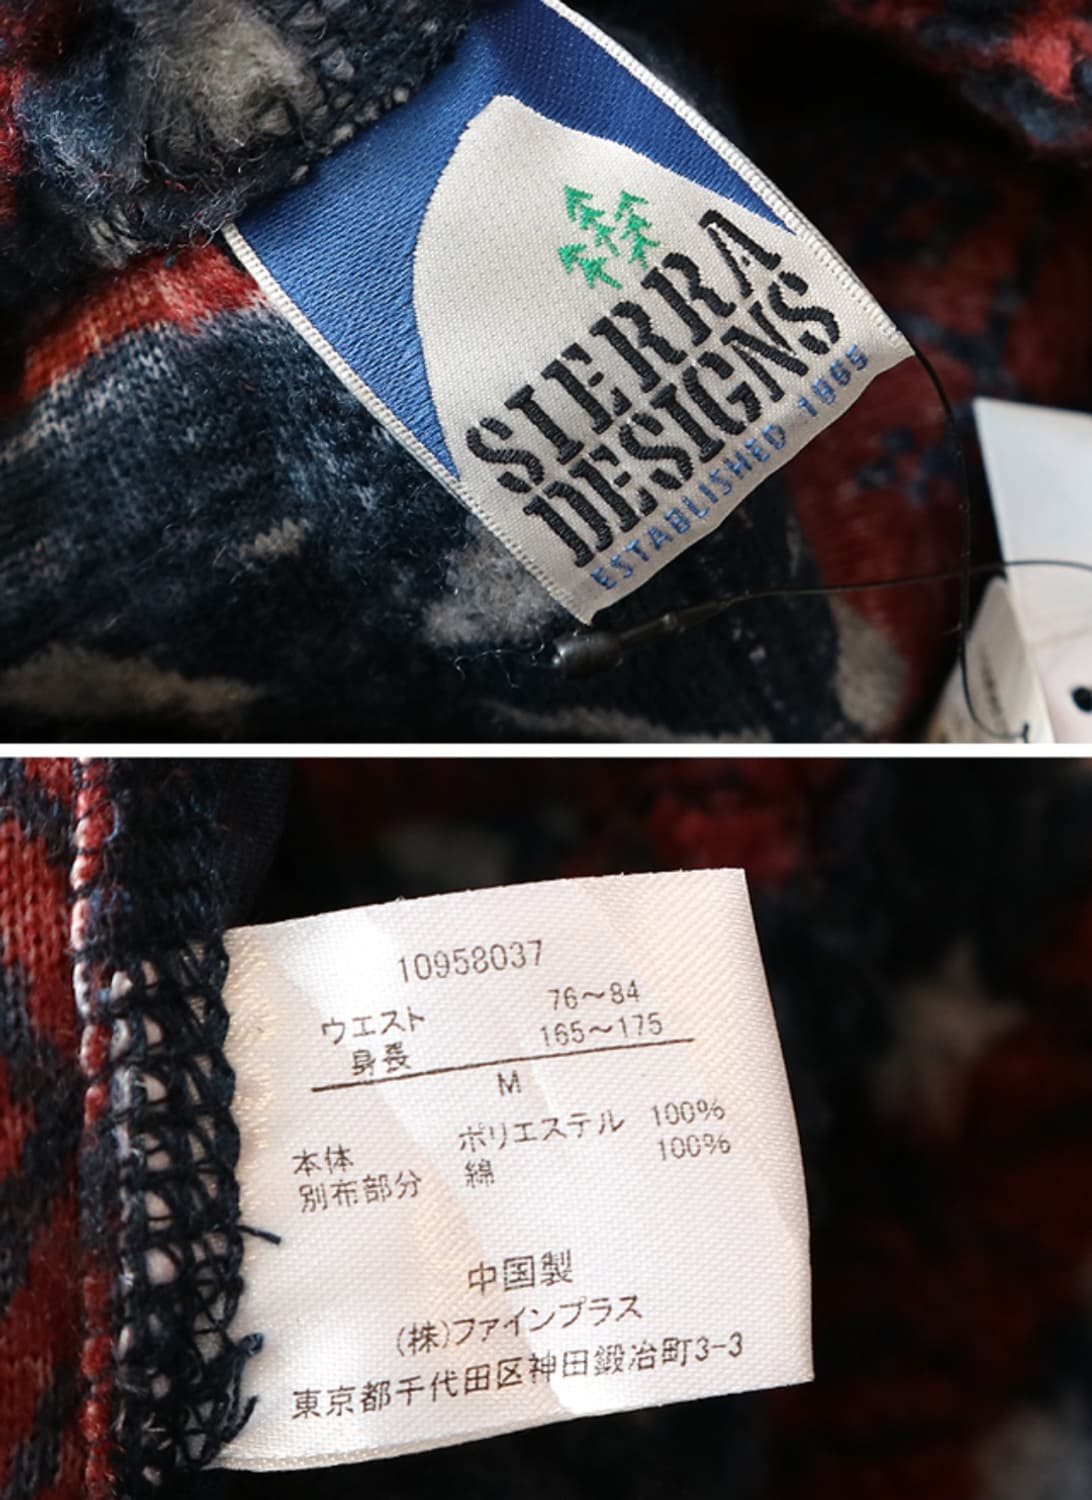 SIERRA
DESIGNS
ESTABLISHED 1965
10958037
ウエスト 76～84
身長 165～175
M
本体 ポリエステル 100%
別布部分 綿 100%
中国製
(株)ファインプラス
東京都千代田区神田鍛冶町3-3